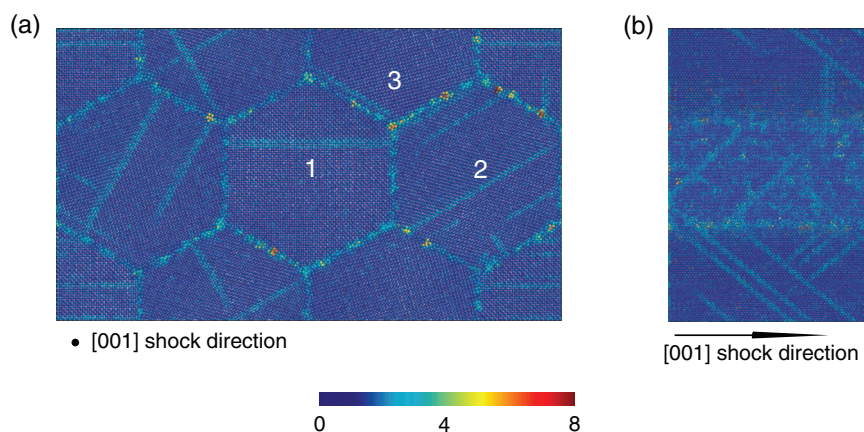 (a)
(b)
3
1
2
• [001] shock direction
[001] shock direction
0
4
8